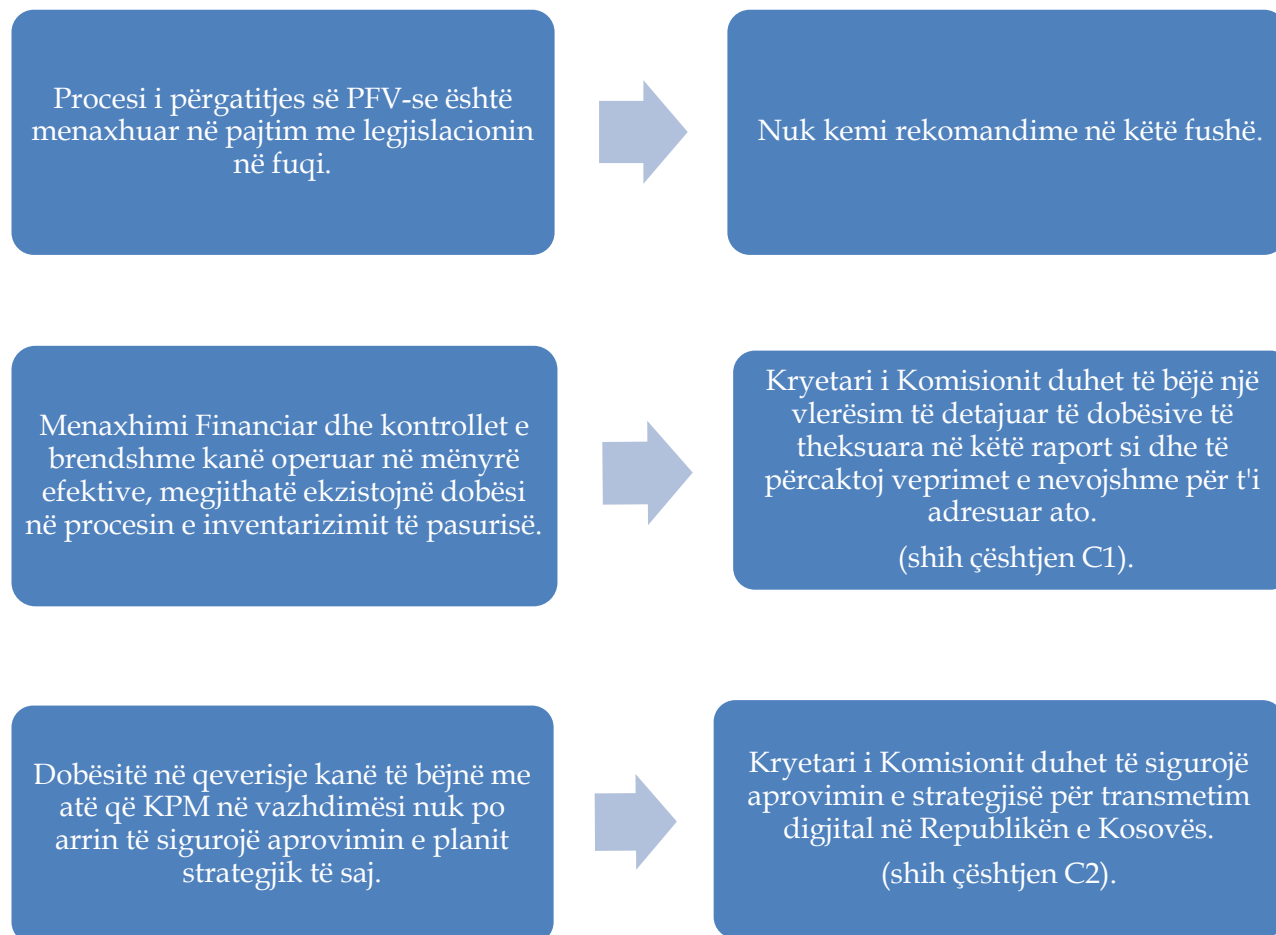 Procesi i përgatitjes së PFV-se është
menaxhuar në pajtim me legjislacionin
në fuqi.
Nuk kemi rekomandime në këtë fushë.
Menaxhimi Financiar dhe kontrollet e
brendshme kanë operuar në mënyrë
efektive, megjithatë ekzistojnë dobësi
në procesin e inventarizimit të pasurisë.
Kryetari i Komisionit duhet të bëjë një
vlerësim të detajuar të dobësive të
theksuara në këtë raport si dhe të
përcaktoj veprimet e nevojshme për t'i
adresuar ato.
(shih çështjen C1).
Dobësitë në qeverisje kanë të bëjnë me
atë që KPM në vazhdimësi nuk po
arrin të sigurojë aprovimin e planit
strategjik të saj.
Kryetari i Komisionit duhet të sigurojë
aprovimin e strategjisë për transmetim
digjital në Republikën e Kosovës.
(shih çështjen C2).